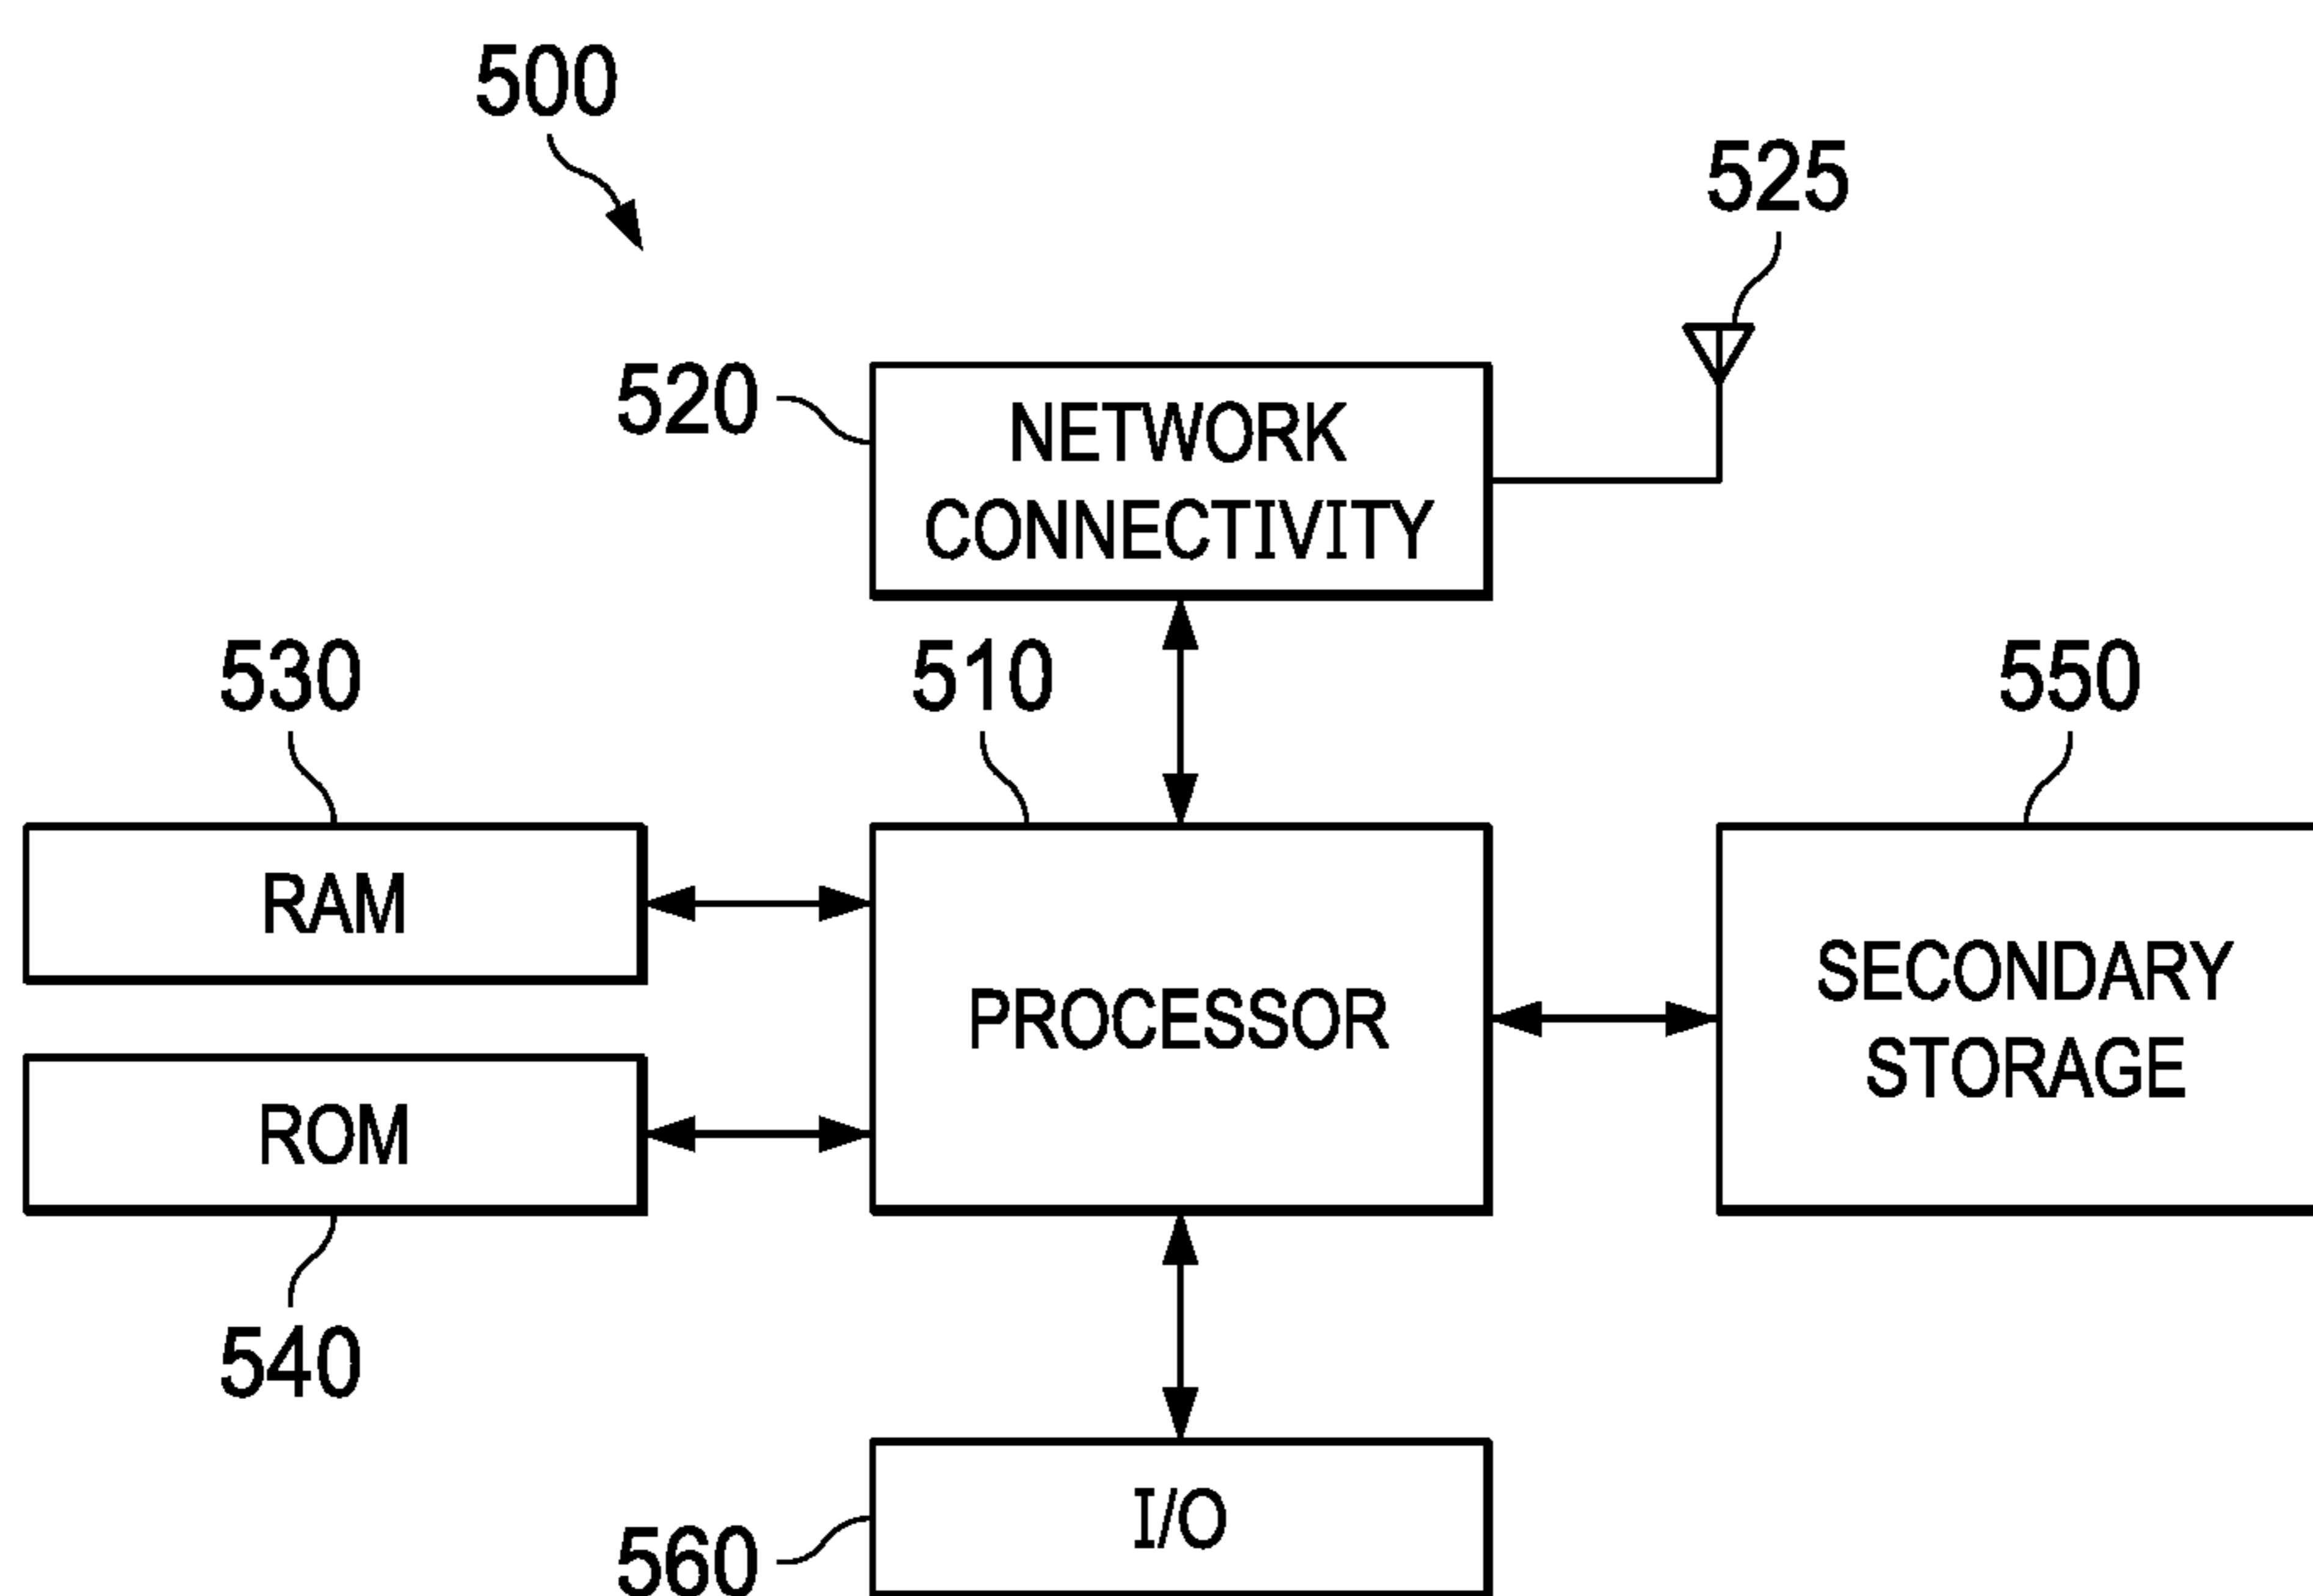 500
525
520
NETWORK
CONNECTIVITY
530
510
550
RAM
PROCESSOR
SECONDARY
STORAGE
ROM
540
I/O
560